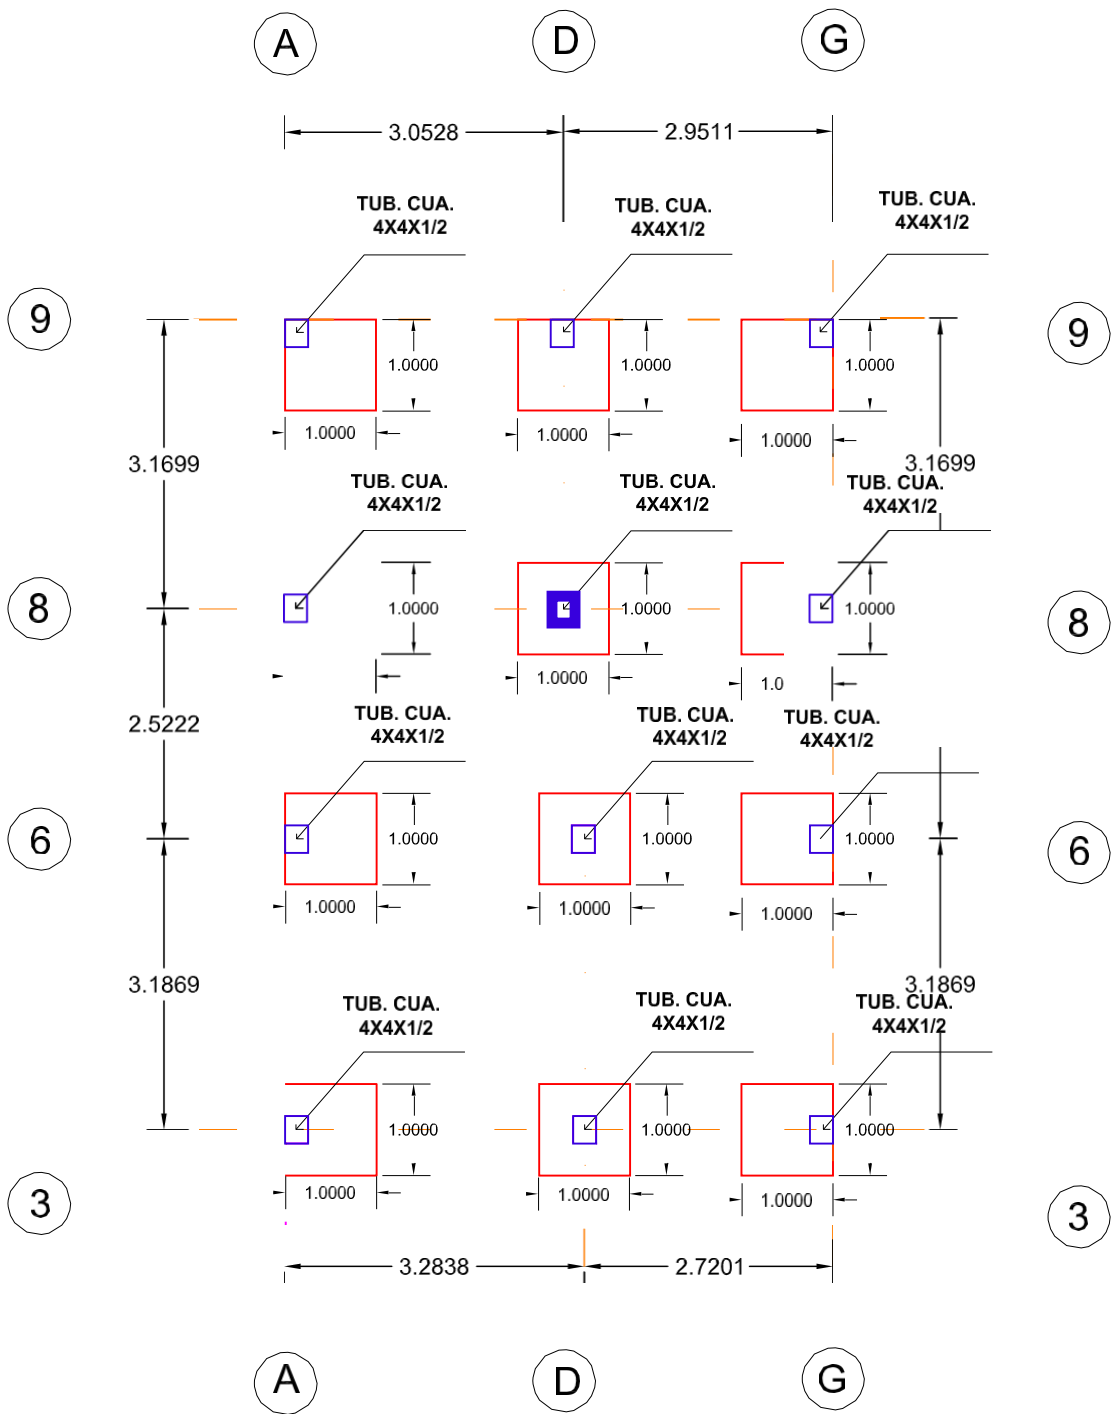 A
D
G
3.0528
2.9511
TUB. CUA.
4X4X1/2
TUB. CUA.
4X4X1/2
TUB. CUA.
4X4X1/2
9
9
1.0000
1.0000
1.0000
1.0000
1.0000
1.0000
3.1699
3.1699
TUB. CUA.
4X4X1/2
TUB. CUA.
4X4X1/2
TUB. CUA.
4X4X1/2
8
1.0000
1.0000
1.0000
8
1.0000
1.0
2.5222
TUB. CUA.
4X4X1/2
TUB. CUA.
4X4X1/2
TUB. CUA.
4X4X1/2
6
1.0000
1.0000
1.0000
6
1.0000
1.0000
1.0000
3.1869
3.1869
TUB. CUA.
4X4X1/2
TUB. CUA.
4X4X1/2
TUB. CUA.
4X4X1/2
1.0000
1.0000
1.0000
3
1.0000
1.0000
1.0000
3
3.2838
2.7201
A
D
G